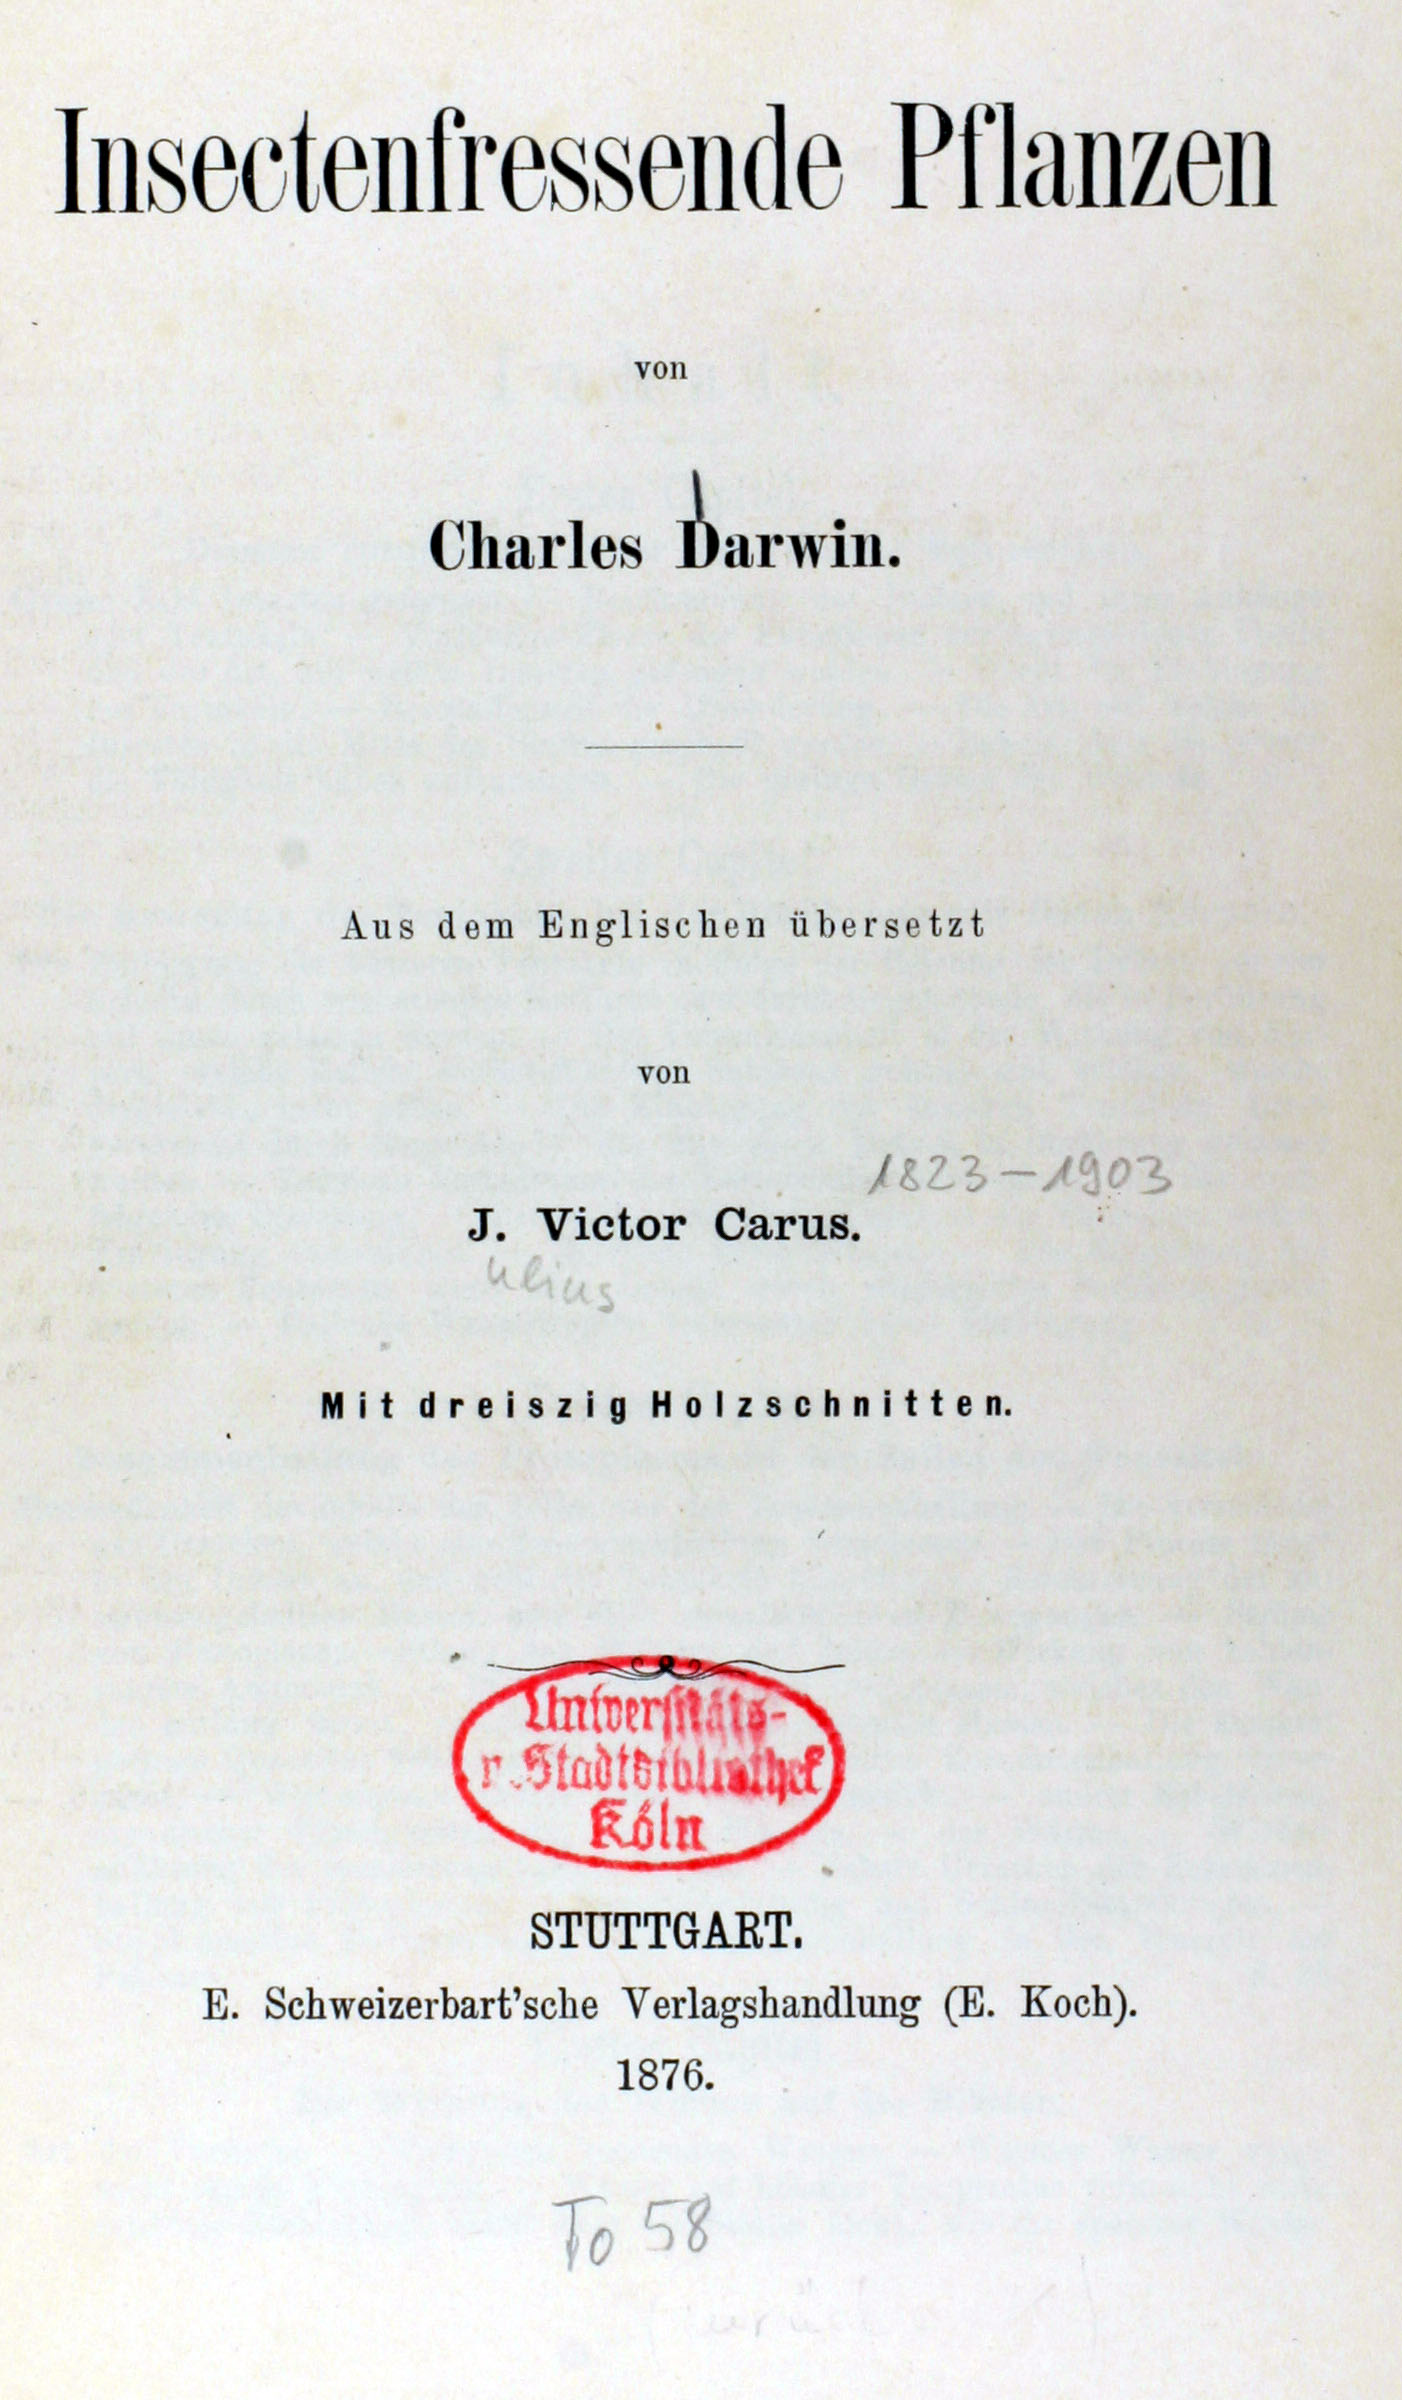 Insectenfressende Pflanzen
von
Charles Darwin.
Aus dem Englischen übersetzt
von
1823–1903
J. Victor Carus.
ulius
Mit dreiszig Holzschnitten.
Universitäts-
u. Stadtbibliothek
Köln
STUTTGART.
E. Schweizerbart'sche Verlagshandlung (E. Koch).
1876.
To 58